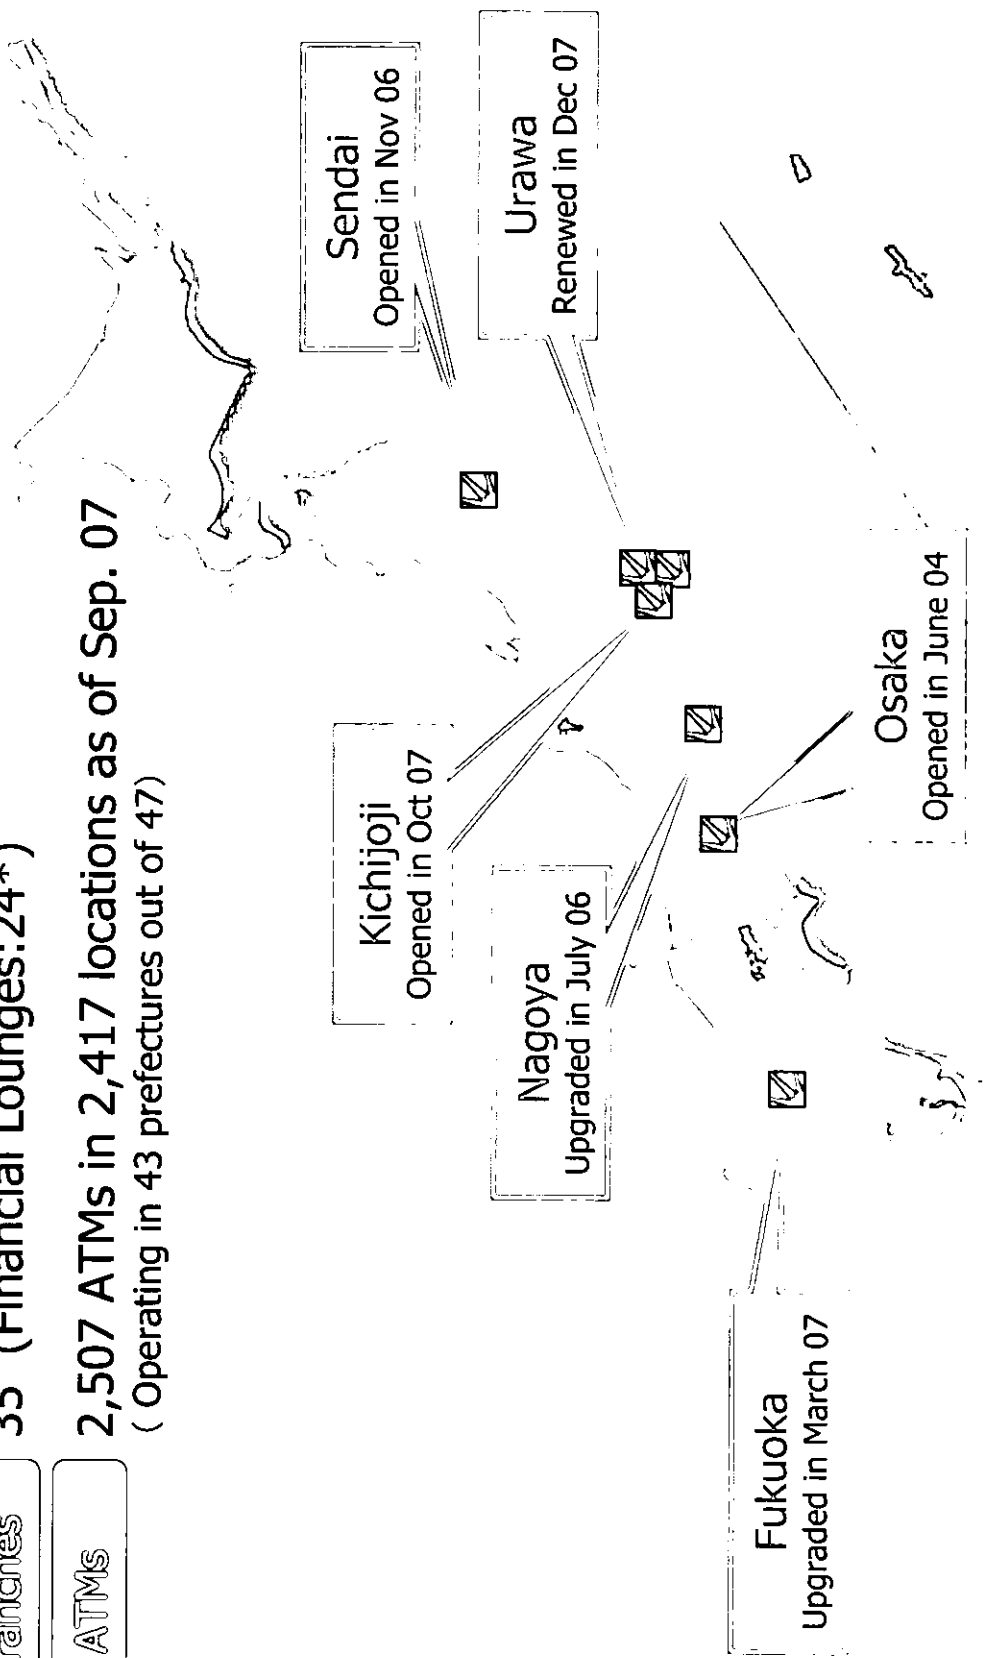 35 (Financial Lounges:24*)
ATMs
2,507 ATMs in 2,417 locations as of Sep. 07
( Operating in 43 prefectures out of 47)
Sendai
Opened in Nov 06
Kichijoji
Opened in Oct 07
Urawa
Renewed in Dec 07
Nagoya
Upgraded in July 06
Fukuoka
Upgraded in March 07
Osaka
Opened in June 04